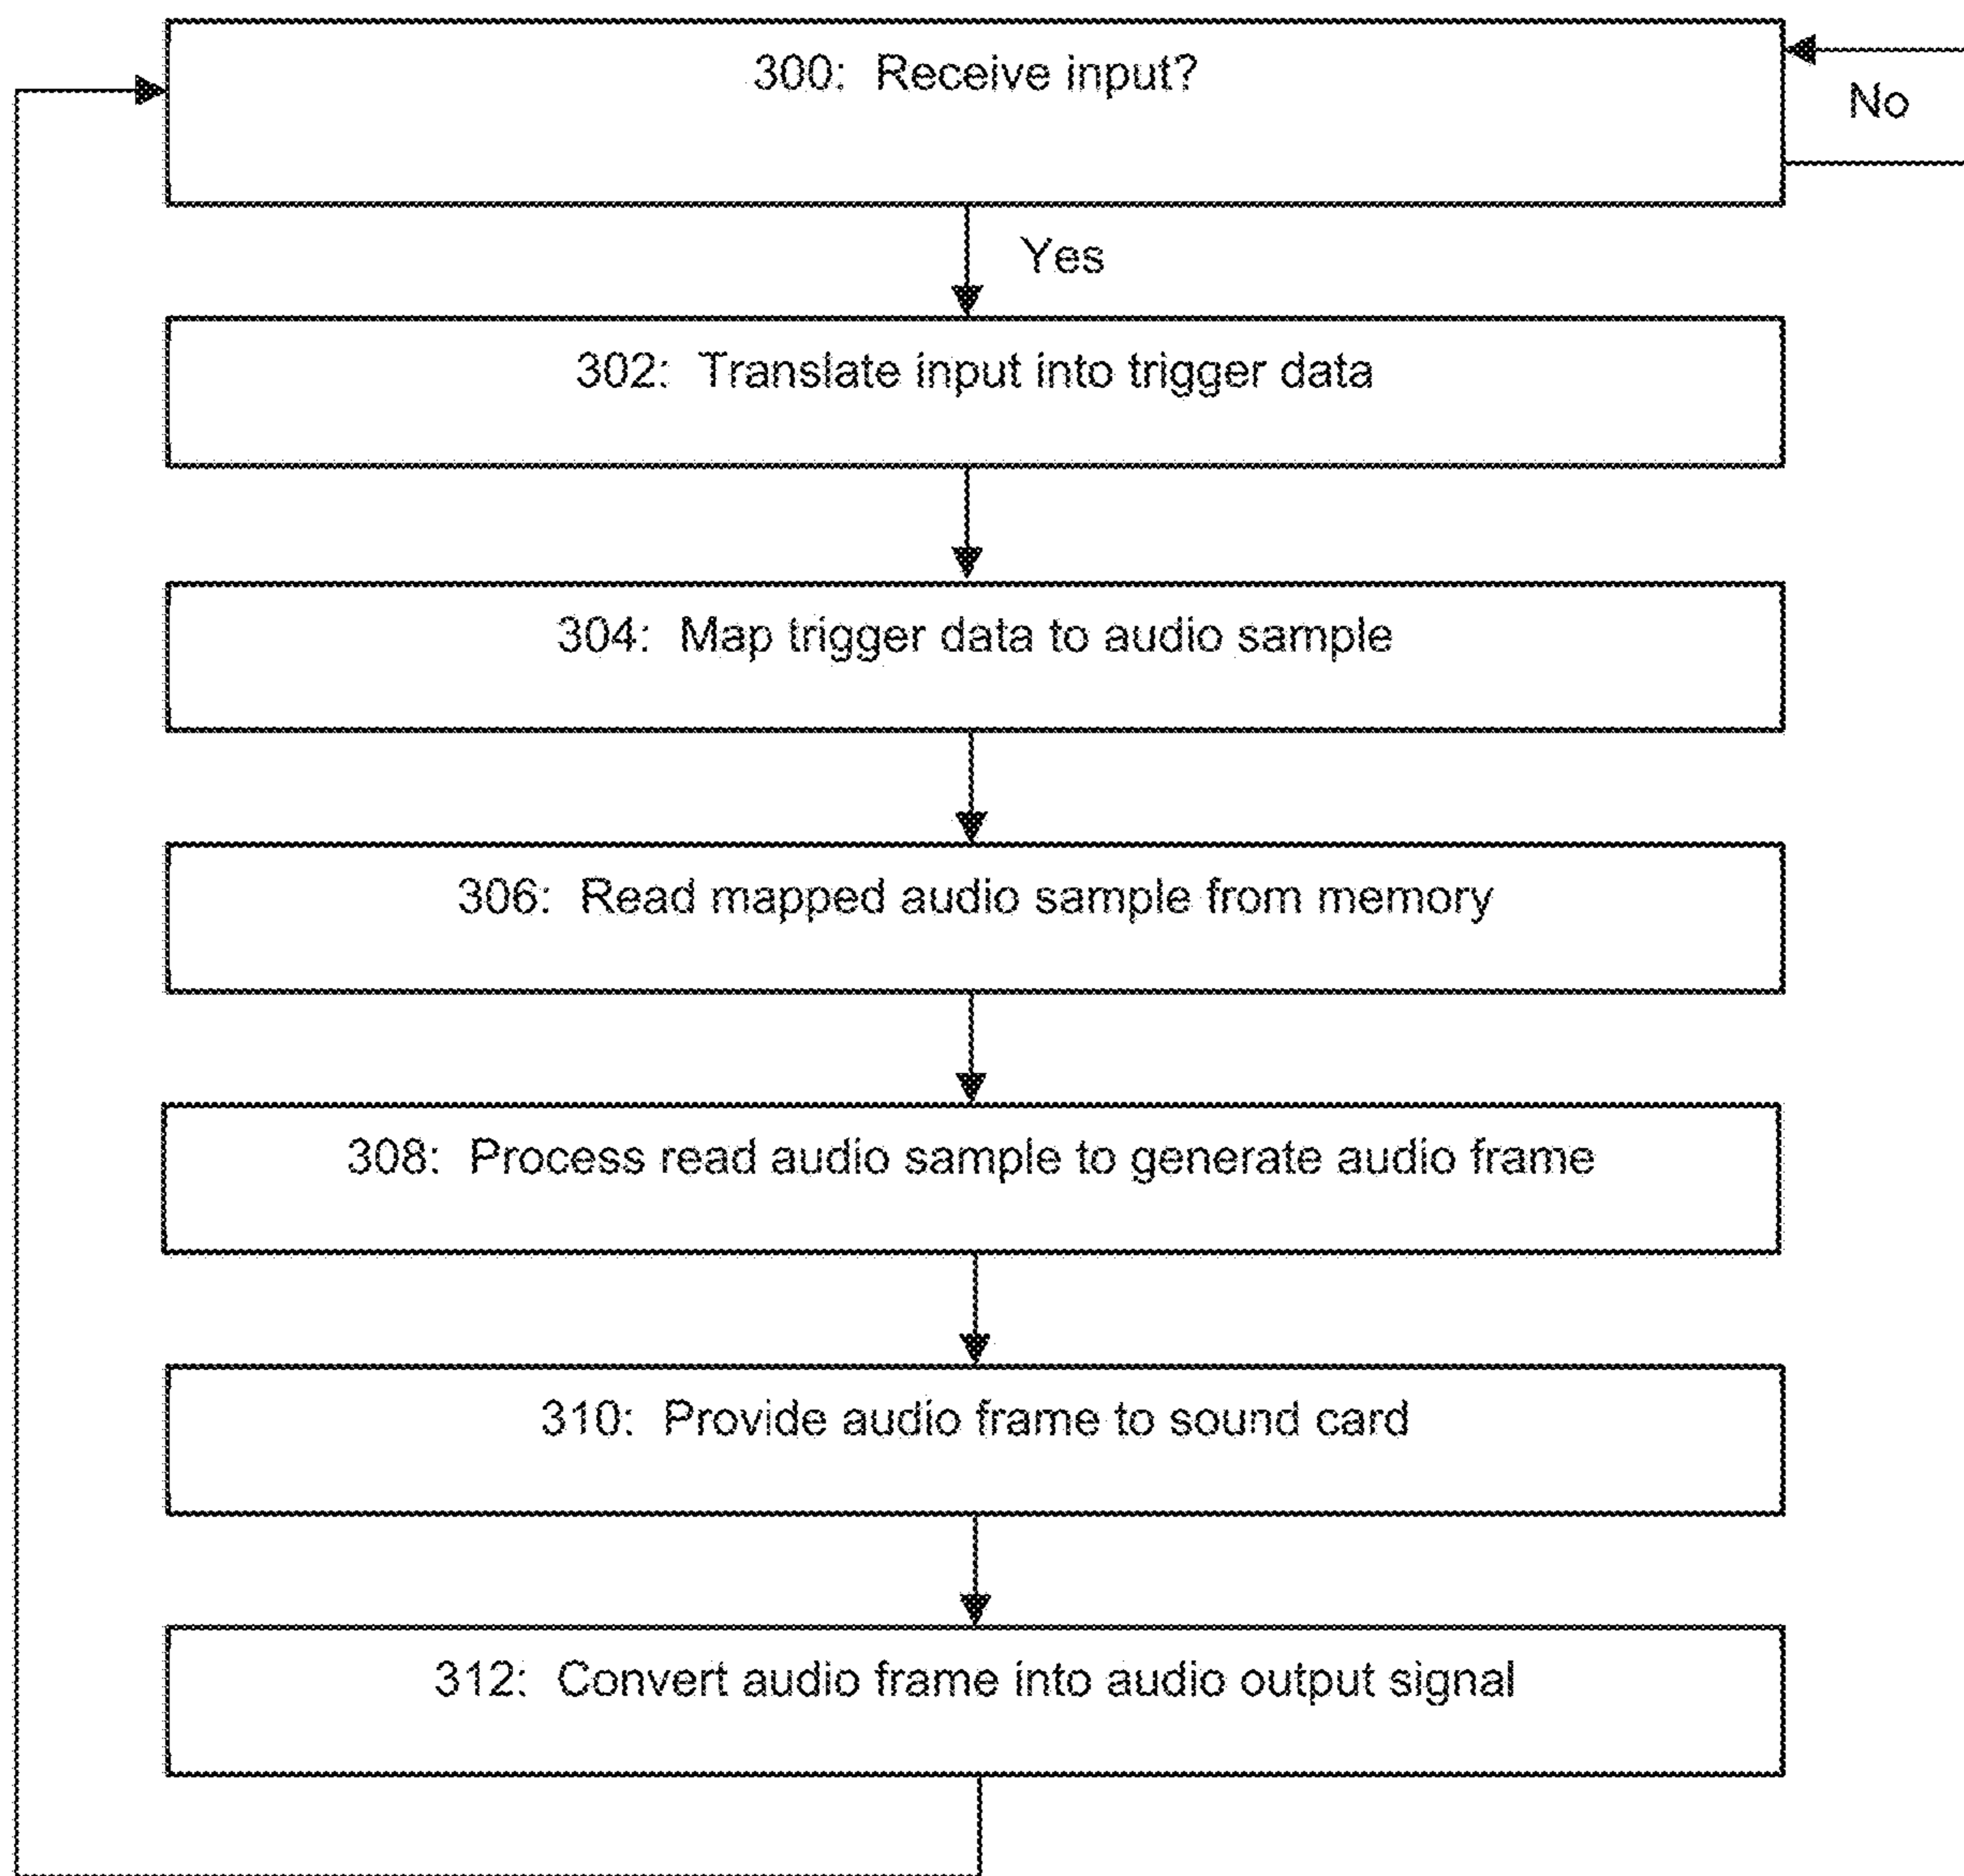 300: Receive input?
No
Yes
302: Translate input into trigger data
304: Map trigger data to audio sample
306: Read mapped audio sample from memory
308: Process read audio sample to generate audio frame
310: Provide audio frame to sound card
312: Convert audio frame into audio output signal